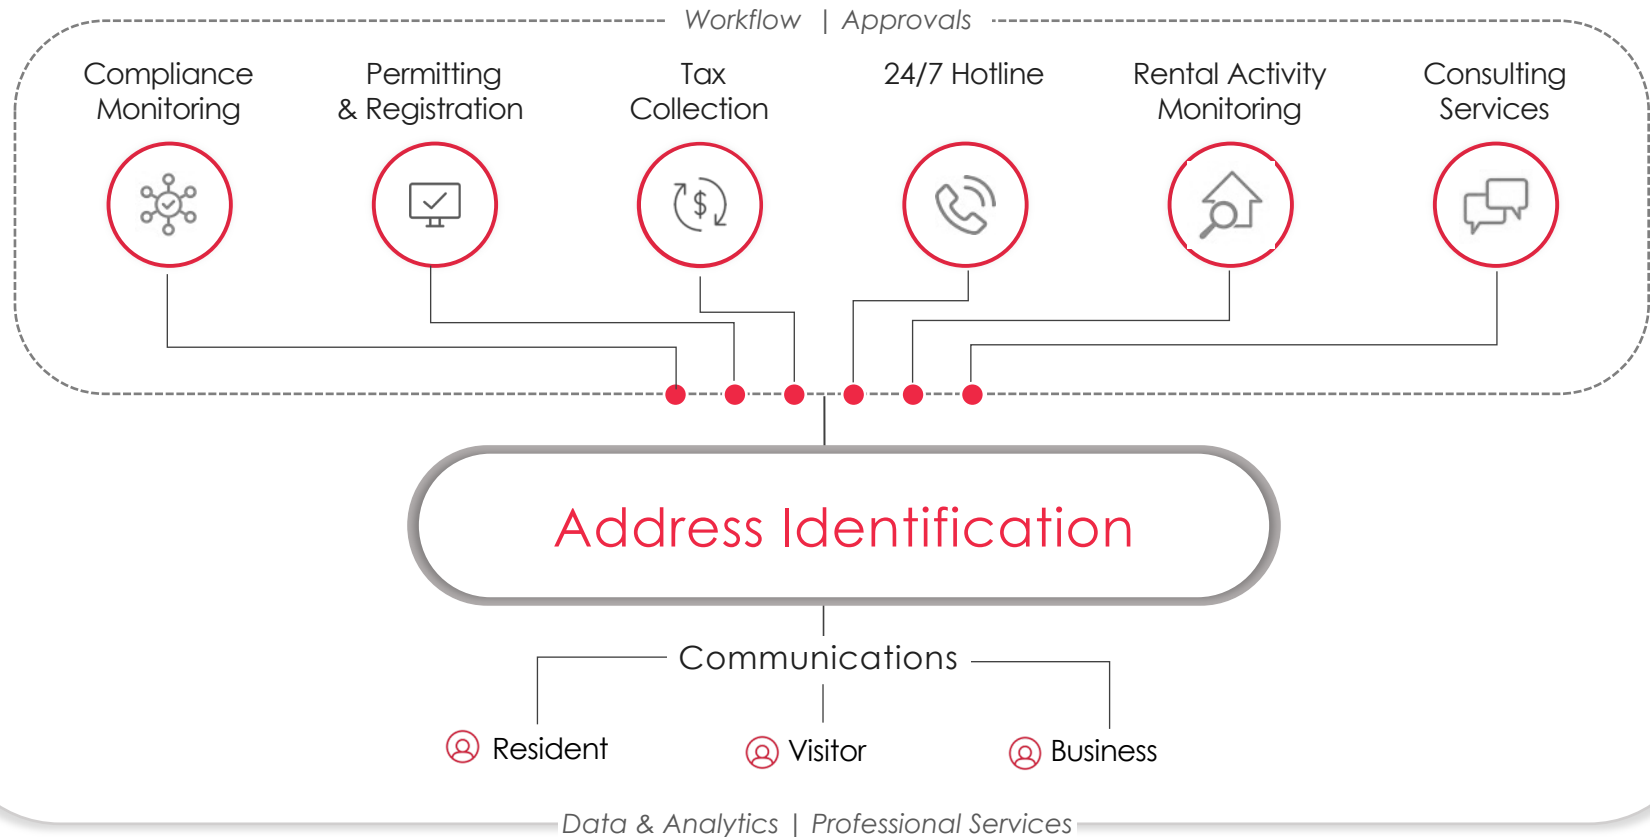 Workflow | Approvals
Compliance
Monitoring
Permitting
& Registration
Tax
Collection
24/7 Hotline
Rental Activity
Monitoring
Consulting
Services
$
Address Identification
Communications
Resident
Visitor
Business
Data & Analytics | Professional Services